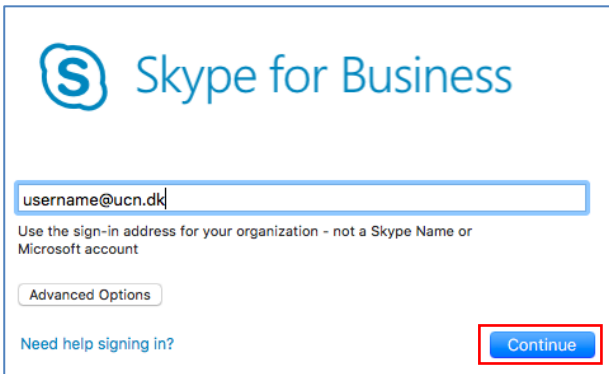 S Skype for Business
username@ucn.dk
Use the sign-in address for your organization - not a Skype Name or
Microsoft account
Advanced Options
Need help signing in?
Continue